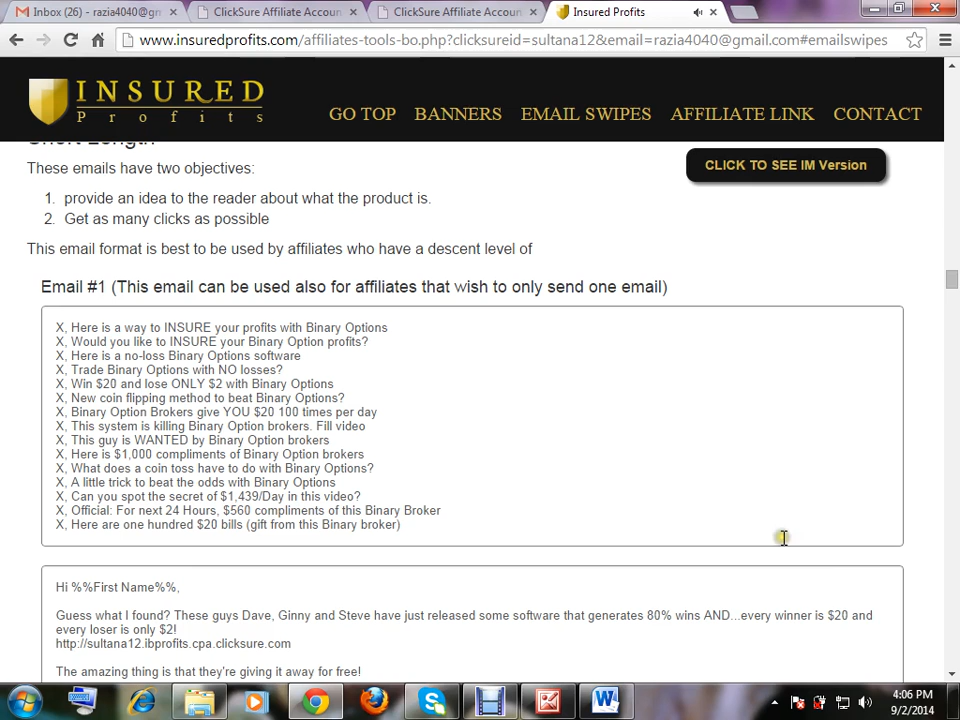 Inbox (2) - razia4040@gm
ClickSure Affiliate Accoun
ClickSure Affiliate Accoun
Insured Profits
www.insuredprofits.com/affiliates-tools-bo.php?clicksureid=sultana12&email=razia4040@gmail.com#emailswipes
INSURED
Profits
GO TOP BANNERS EMAIL SWIPES AFFILIATE LINK CONTACT
Short Length
These emails have two objectives:
CLICK TO SEE IM Version
1. provide an idea to the reader about what the product is.
2. Get as many clicks as possible
This email format is best to be used by affiliates who have a descent level of
Email #1 (This email can be used also for affiliates that wish to only send one email)
X, Here is a way to INSURE your profits with Binary Options
X, Would you like to INSURE your Binary Option profits?
X, Here is a no-loss Binary Options software
X, Trade Binary Options with NO losses?
X, Win $20 and lose ONLY $2 with Binary Options
X, New coin flipping method to beat Binary Options?
X, Binary Option Brokers give YOU $20 100 times per day
X, This system is killing Binary Option brokers. Fill video
X, This guy is WANTED by Binary Option brokers
X, Here is $1,000 compliments of Binary Option brokers
X, What does a coin toss have to do with Binary Options?
X, A little trick to beat the odds with Binary Options
X, Can you spot the secret of $1,439/Day in this video?
X, Official: For next 24 Hours, $560 compliments of this Binary Broker
X, Here are one hundred $20 bills (gift from this Binary broker)
Hi %%First Name%%,
Guess what I found? These guys Dave, Ginny and Steve have just released some software that generates 80% wins AND...every winner is $20 and
every loser is only $2!
http://sultana12.ibprofits.cpa.clicksure.com
The amazing thing is that they're giving it away for free!
4:06 PM
9/2/2014